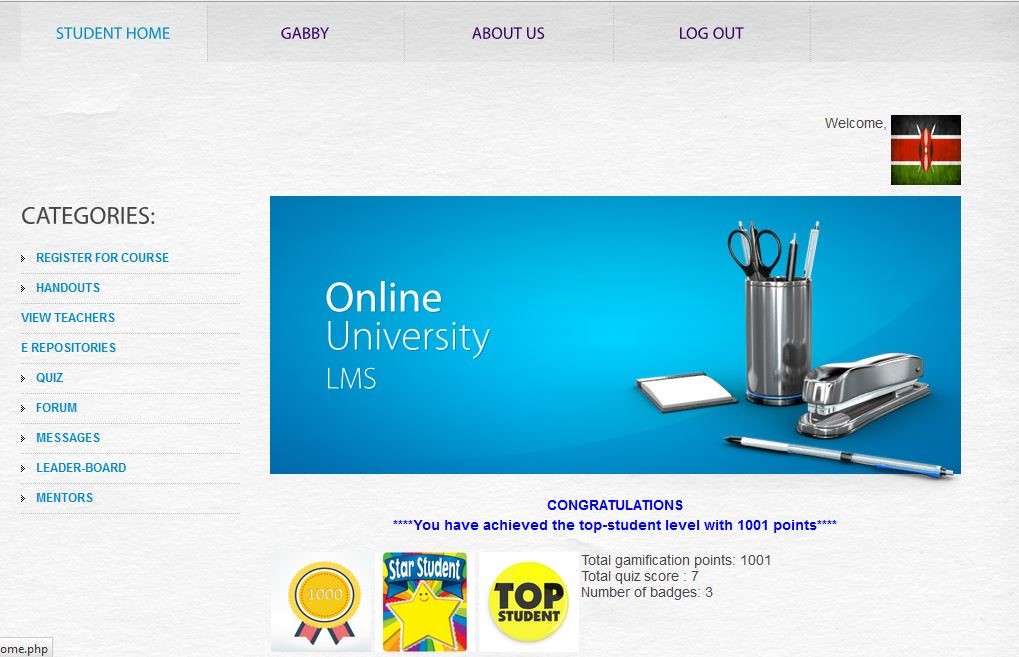 STUDENT HOME
GABBY
ABOUT US
LOG OUT
Welcome,
CATEGORIES:
REGISTER FOR COURSE
HANDOUTS
VIEW TEACHERS
E REPOSITORIES
QUIZ
FORUM
MESSAGES
LEADER-BOARD
MENTORS
Online
University
LMS
CONGRATULATIONS
****You have achieved the top-student level with 1001 points****
1000
Star Student
TOP
STUDENT
Total gamification points: 1001
Total quiz score : 7
Number of badges: 3
ome.php